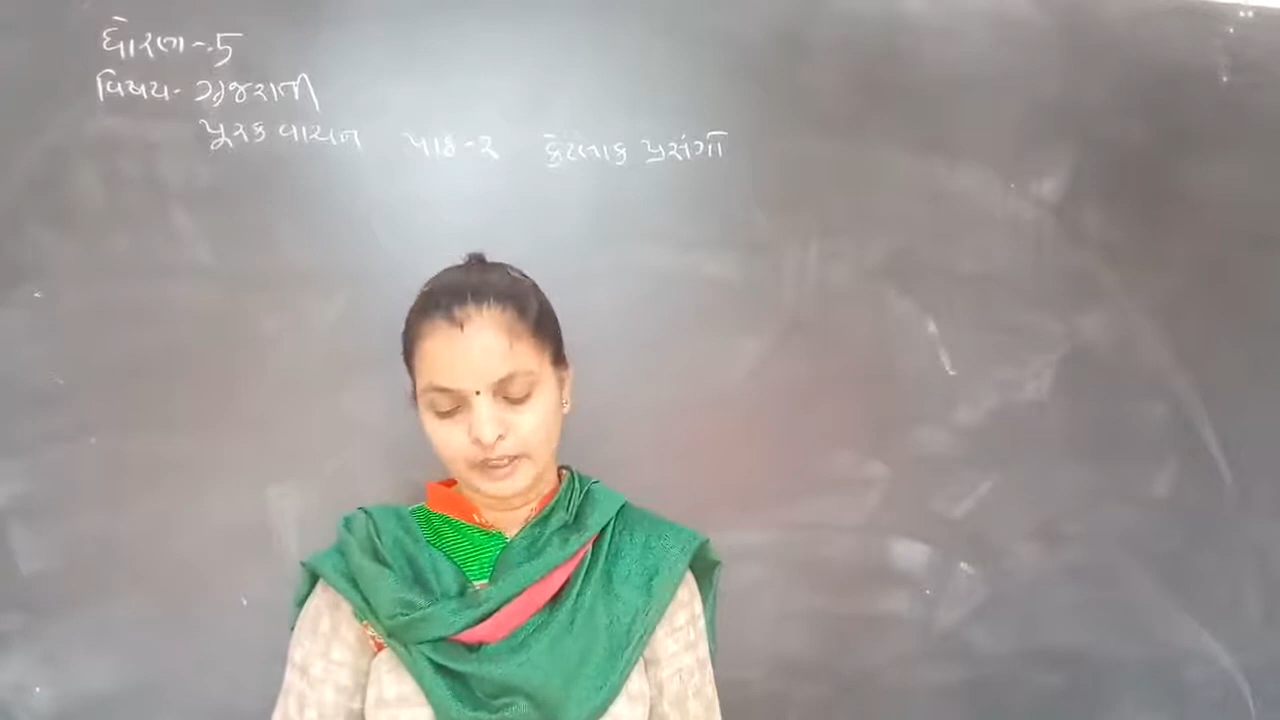 ધોરણ - 5
વિષય - ગુજરાતી
પૂરક વાચન પાઠ - ૨ કેટલાક પ્રસંગો